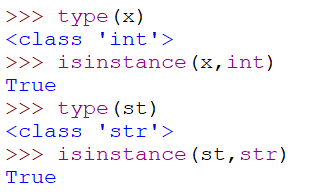 >>> type(x)
<class 'int'>
>>> isinstance(x,int)
True
>>> type(st)
<class 'str'>
>>> isinstance(st,str)
True